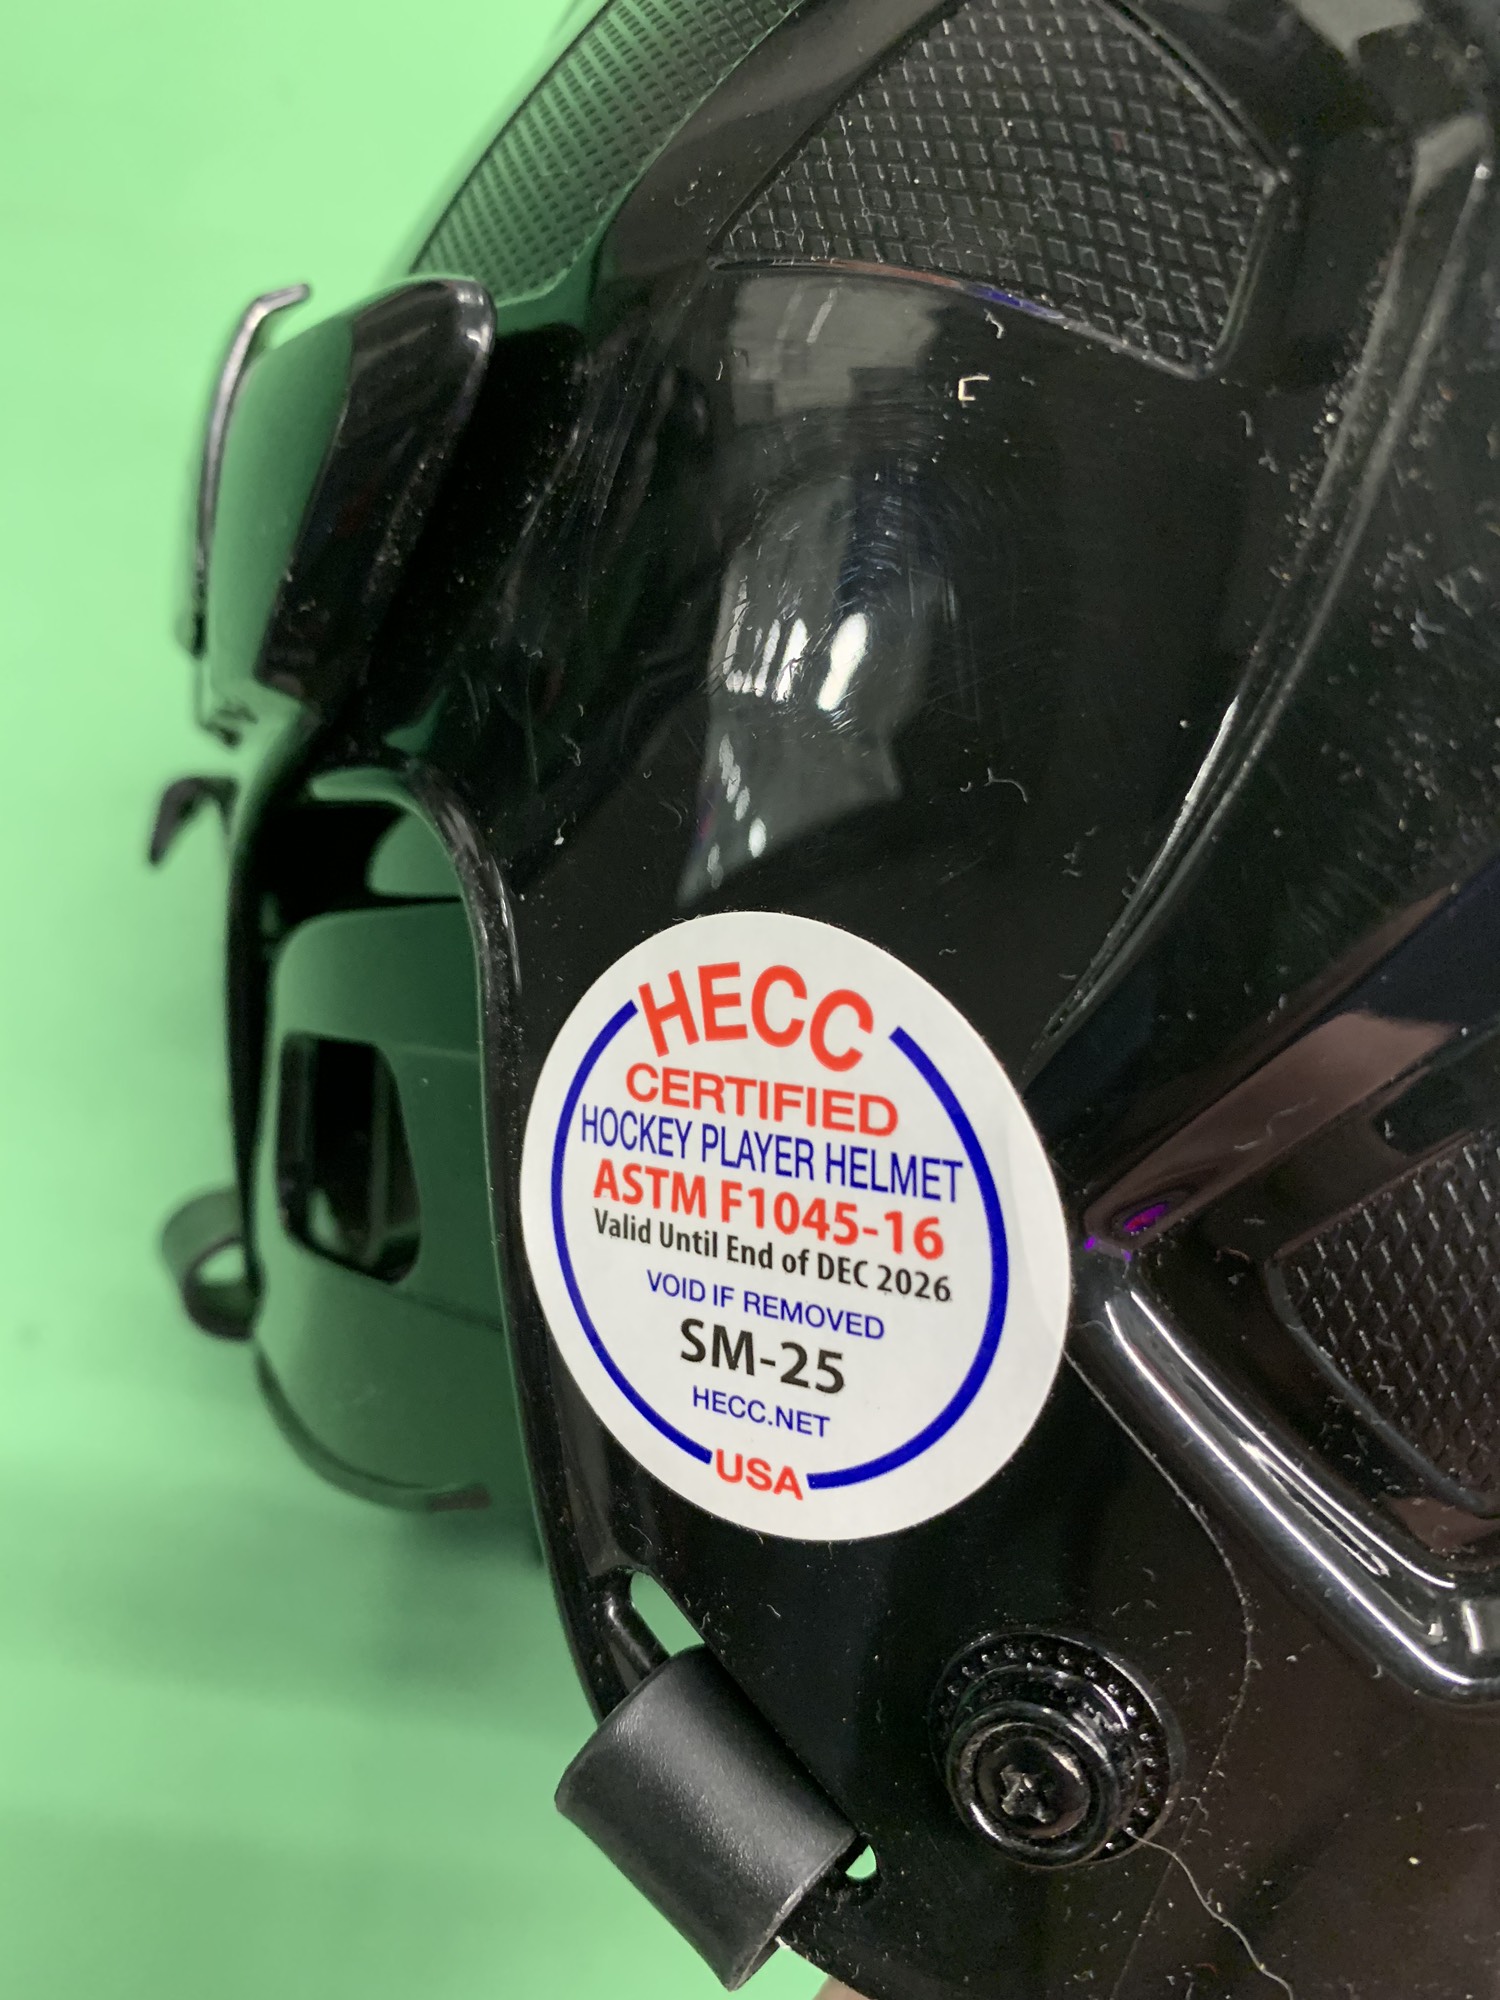 HECC
CERTIFIED
HOCKEY PLAYER HELMET
ASTM F1045-16
Valid Until End of DEC 2026
VOID IF REMOVED
SM-25
HECC.NET
USA